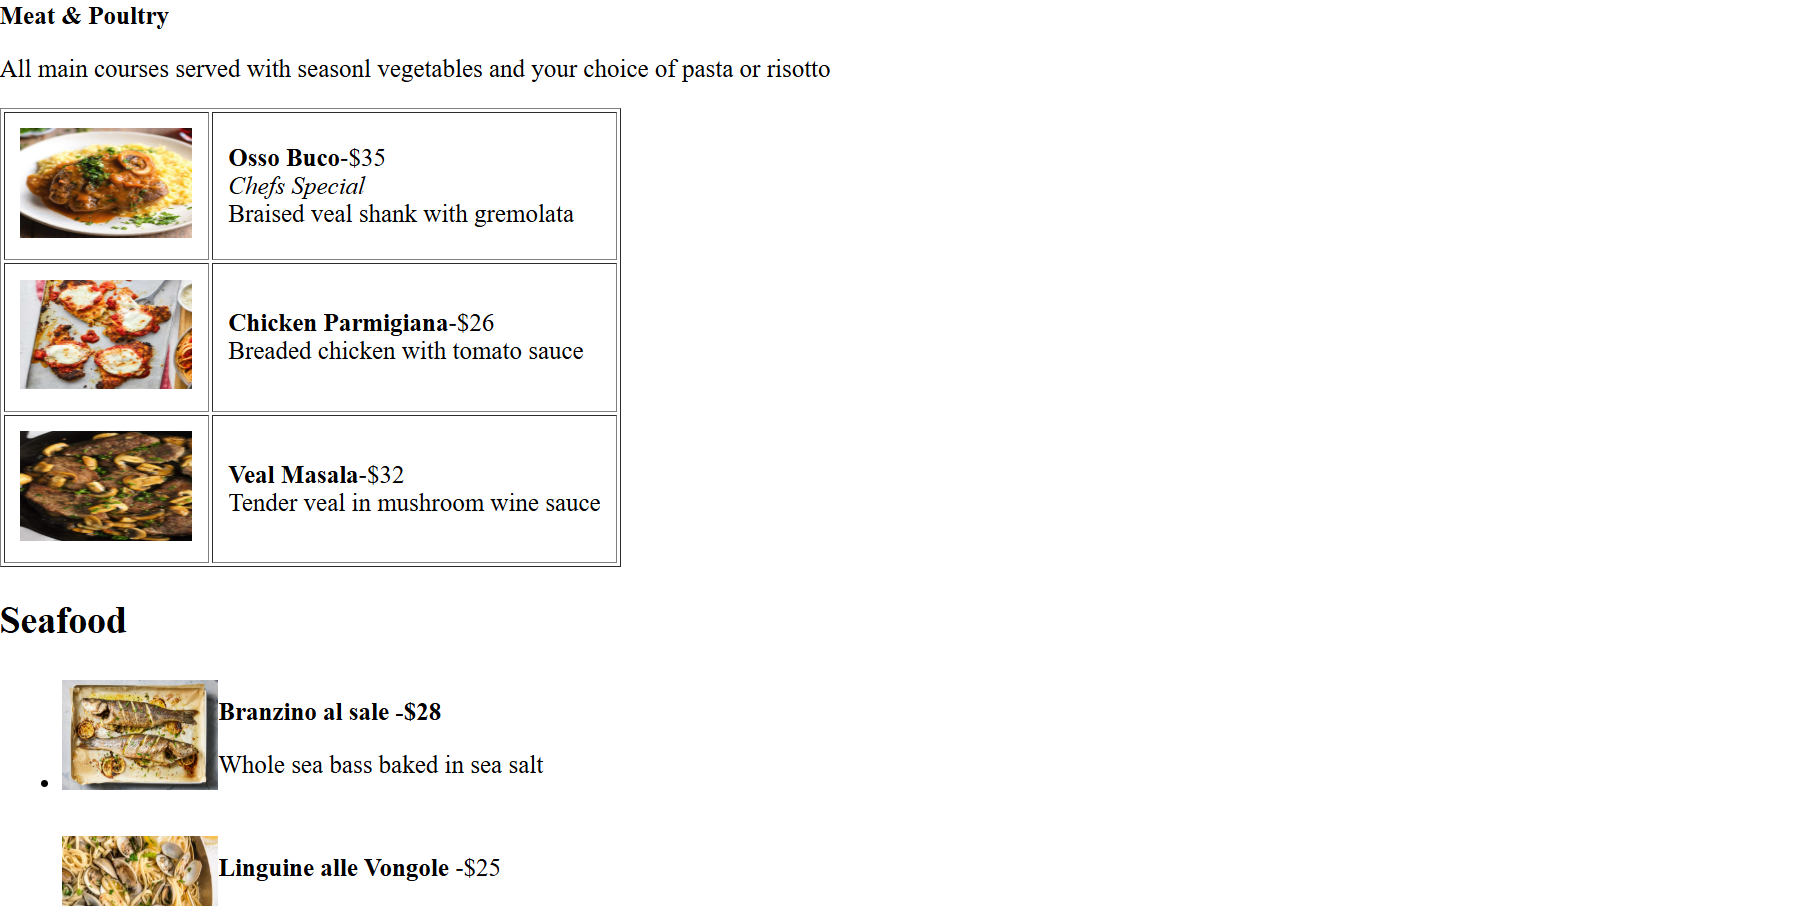 Meat & Poultry
All main courses served with seasonl vegetables and your choice of pasta or risotto
Osso Buco-$35
Chefs Special
Braised veal shank with gremolata
Chicken Parmigiana-$26
Breaded chicken with tomato sauce
Veal Masala-$32
Tender veal in mushroom wine sauce
Seafood
Branzino al sale -$28
Whole sea bass baked in sea salt
Linguine alle Vongole -$25